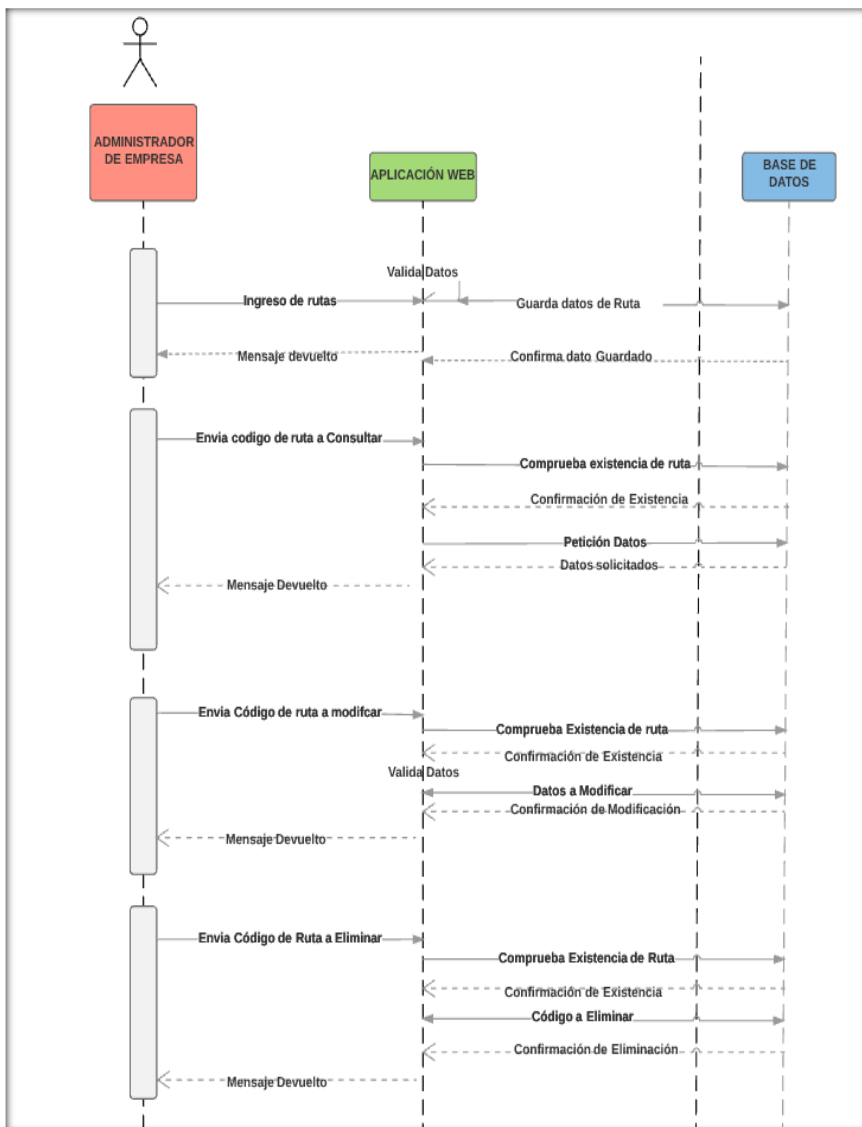 ADMINISTRADOR
DE EMPRESA
APLICACIÓN WEB
BASE DE
DATOS
Valida Datos
Ingreso de rutas
Guarda datos de Ruta
Mensaje devuelto
Confirma dato Guardado
Envia codigo de ruta a Consultar
Comprueba existencia de ruta
Confirmación de Existencia
Petición Datos
Datos solicitados
Mensaje Devuelto
Envia Código de ruta a modifcar
Comprueba Existencia de ruta
Confirmación de Existencia
Valida Datos
Datos a Modificar
Confirmación de Modificación
Mensaje Devuelto
Envia Código de Ruta a Eliminar
Comprueba Existencia de Ruta
Confirmación de Existencia
Código a Eliminar
Confirmación de Eliminación
Mensaje Devuelto